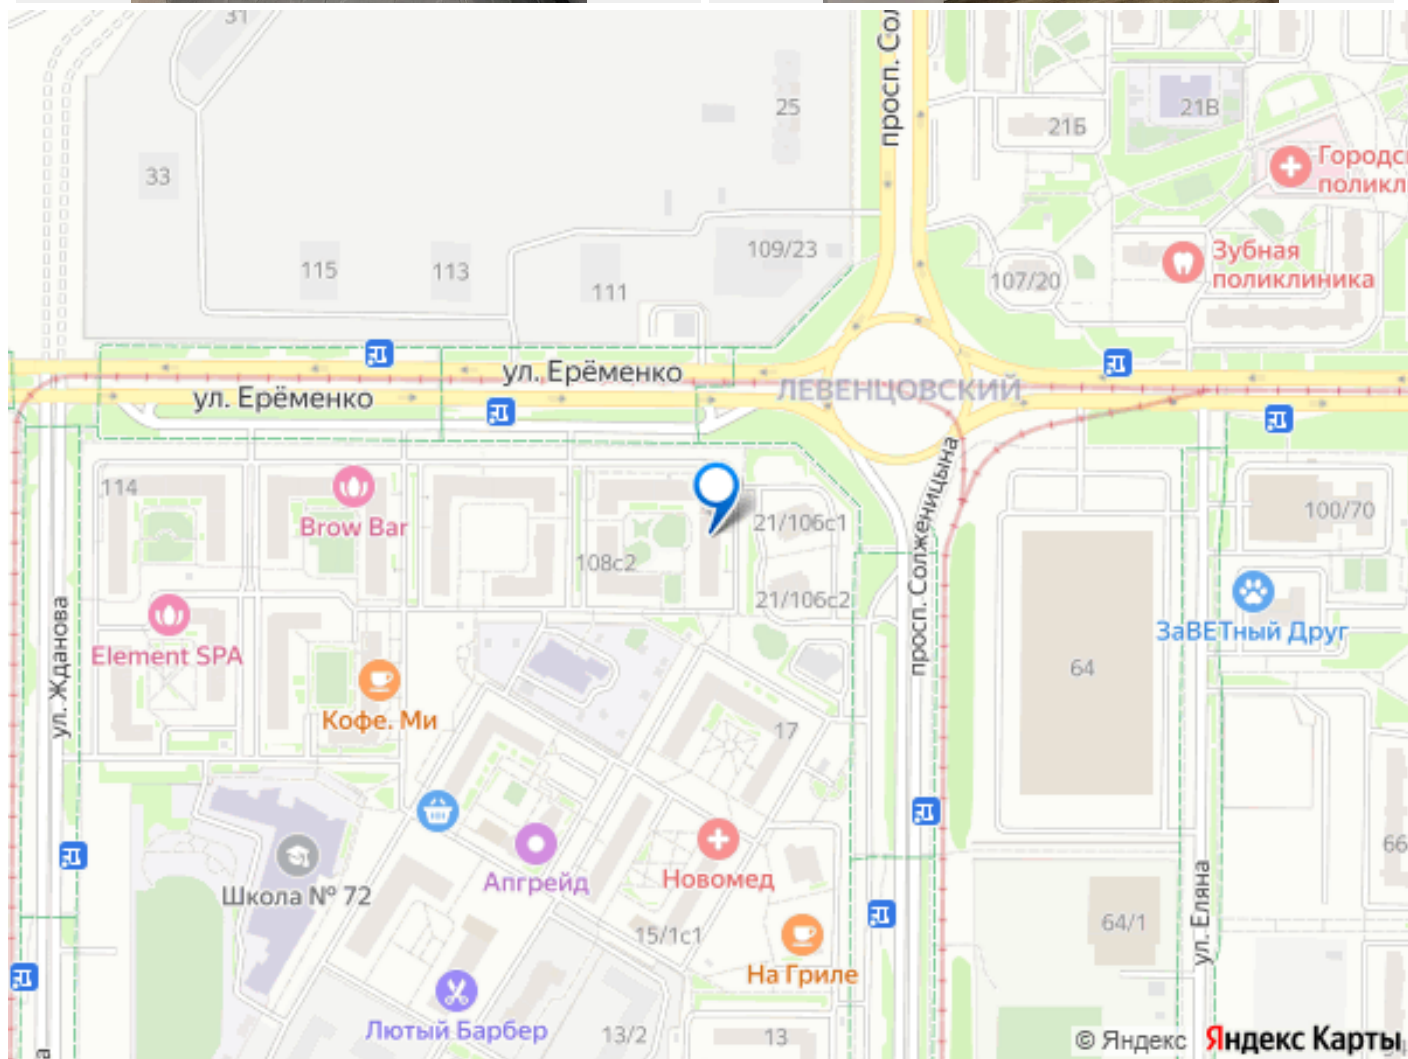 31
просп. Сол
25
21Б
21В
Городс
поликл
33
115
113
111
109/23
107/20
Зубная
поликлиника
ул. Ерёменко
ул. Ерёменко
ЛЕВЕНЦОВСКИЙ
114
Brow Bar
108с2
21/106с1
21/106с2
просп. Солженицына
100/70
ЗаВЕТный Друг
64
ул. Жданова
Element SPA
Кофе. Ми
17
Школа № 72
Апгрейд
Новомед
15/1с1
На Гриле
Лютый Барбер
13/2
13
64/1
ул. Еляна
66
а
© Яндекс Яндекс Карты